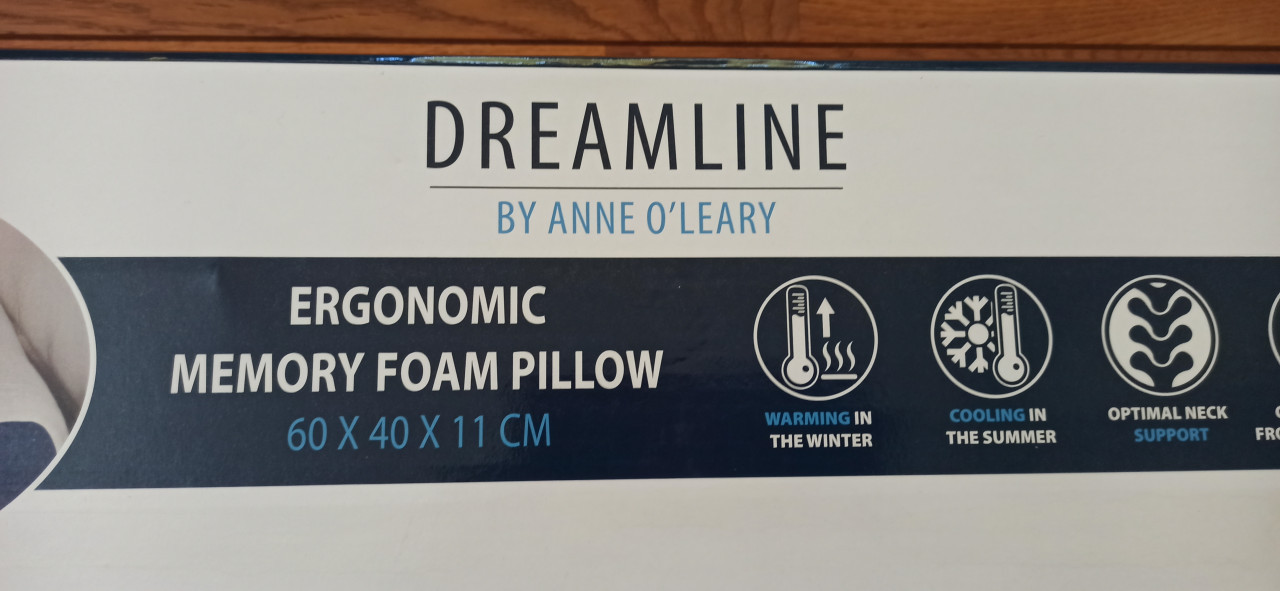 DREAMLINE
BY ANNE O'LEARY
ERGONOMIC
MEMORY FOAM PILLOW
60 X 40 X 11 CM
WARMING IN
THE WINTER
COOLING IN
THE SUMMER
OPTIMAL NECK
SUPPORT